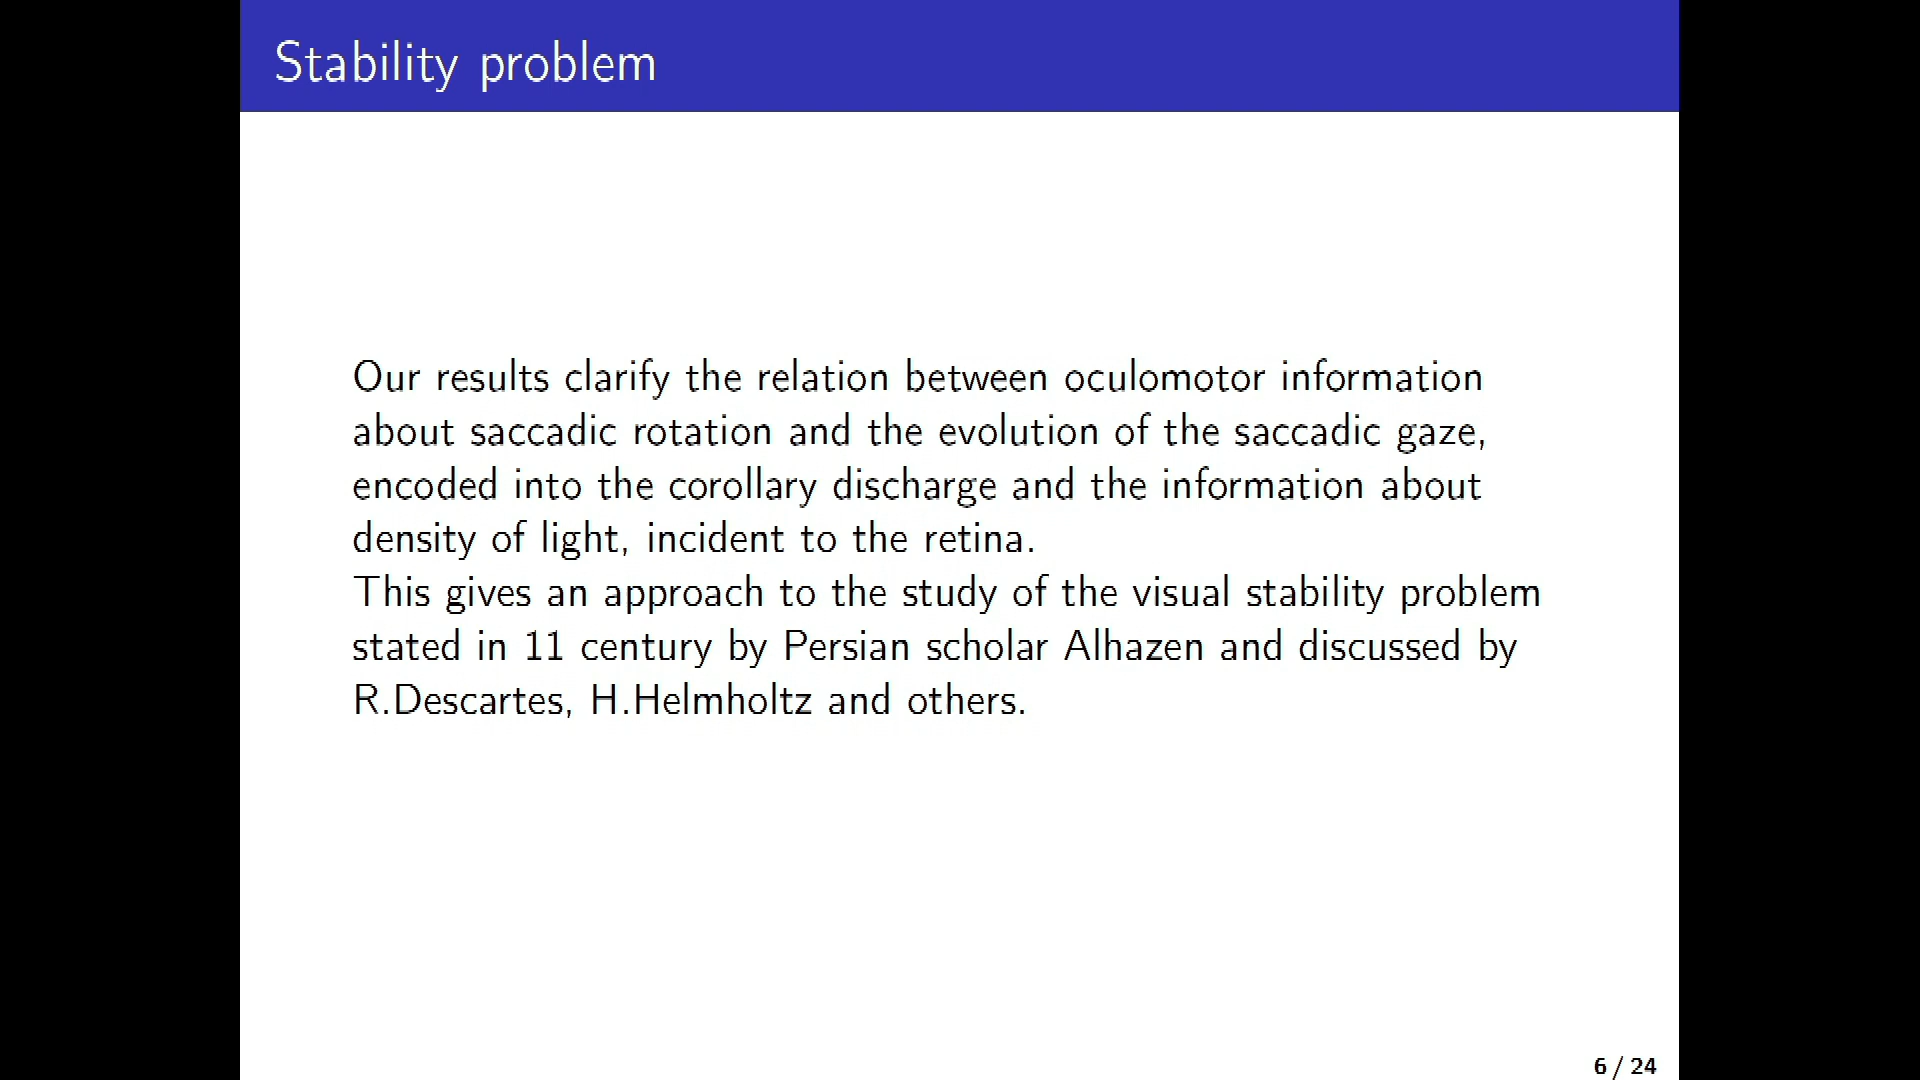 Stability problem
Our results clarify the relation between oculomotor information
about saccadic rotation and the evolution of the saccadic gaze,
encoded into the corollary discharge and the information about
density of light, incident to the retina.
This gives an approach to the study of the visual stability problem
stated in 11 century by Persian scholar Alhazen and discussed by
R.Descartes, H.Helmholtz and others.
6 / 24